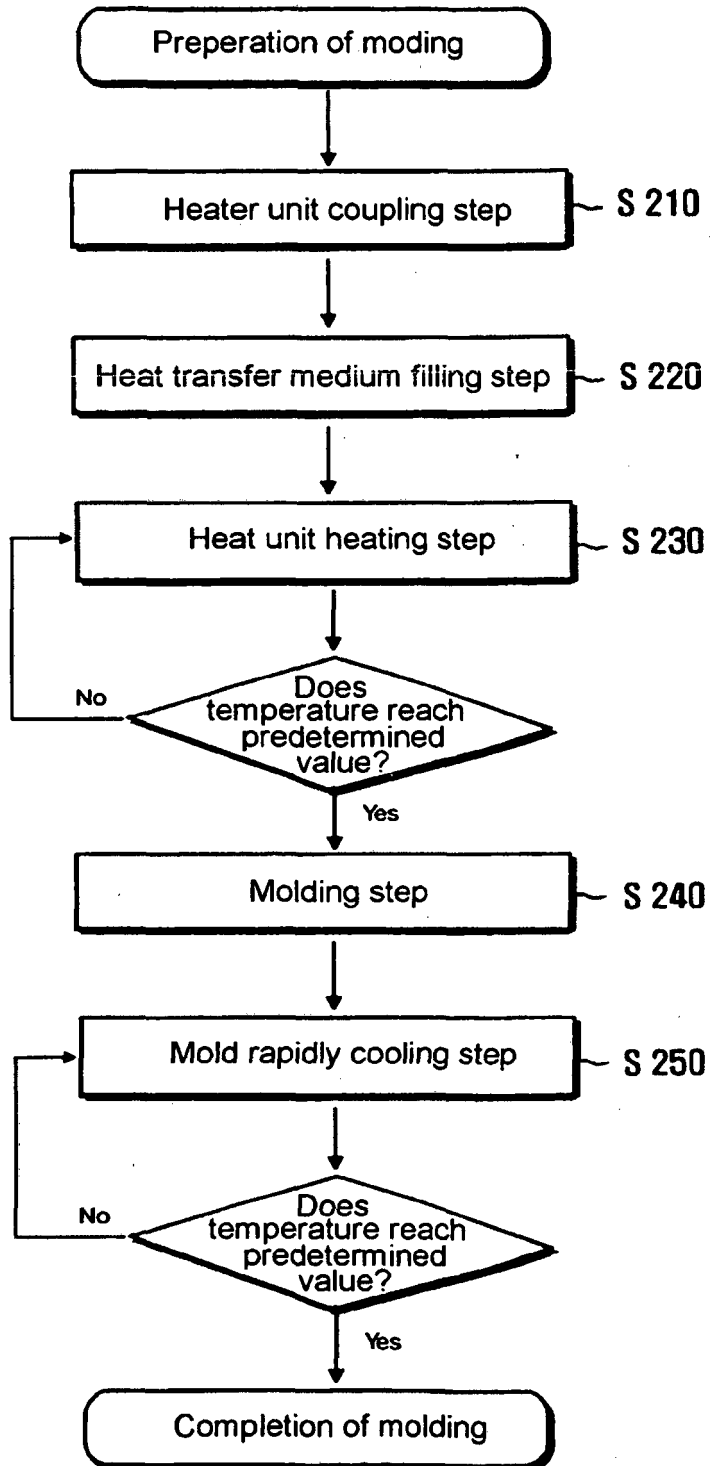 Preperation of moding
Heater unit coupling step
S 210
Heat transfer medium filling step
S 220
Heat unit heating step
S 230
Does
temperature reach
predetermined
value?
No
Yes
Molding step
S 240
Mold rapidly cooling step
S 250
Does
temperature reach
predetermined
value?
No
Yes
Completion of molding